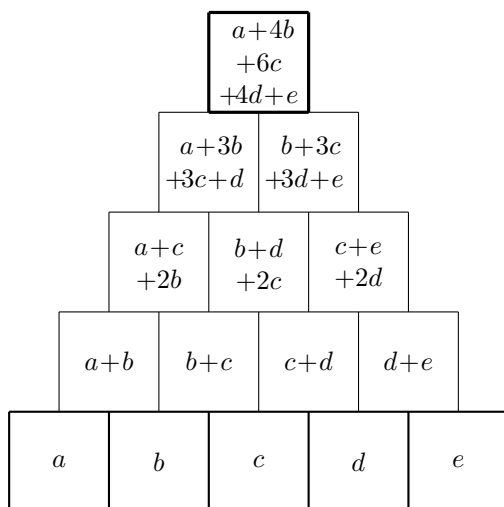 a+4b
+6c
+4d+e
a+3b b+3c
+3c+d +3d+e
a+c b+d c+e
+2b +2c +2d
a+b b+c c+d d+e
a b c d e